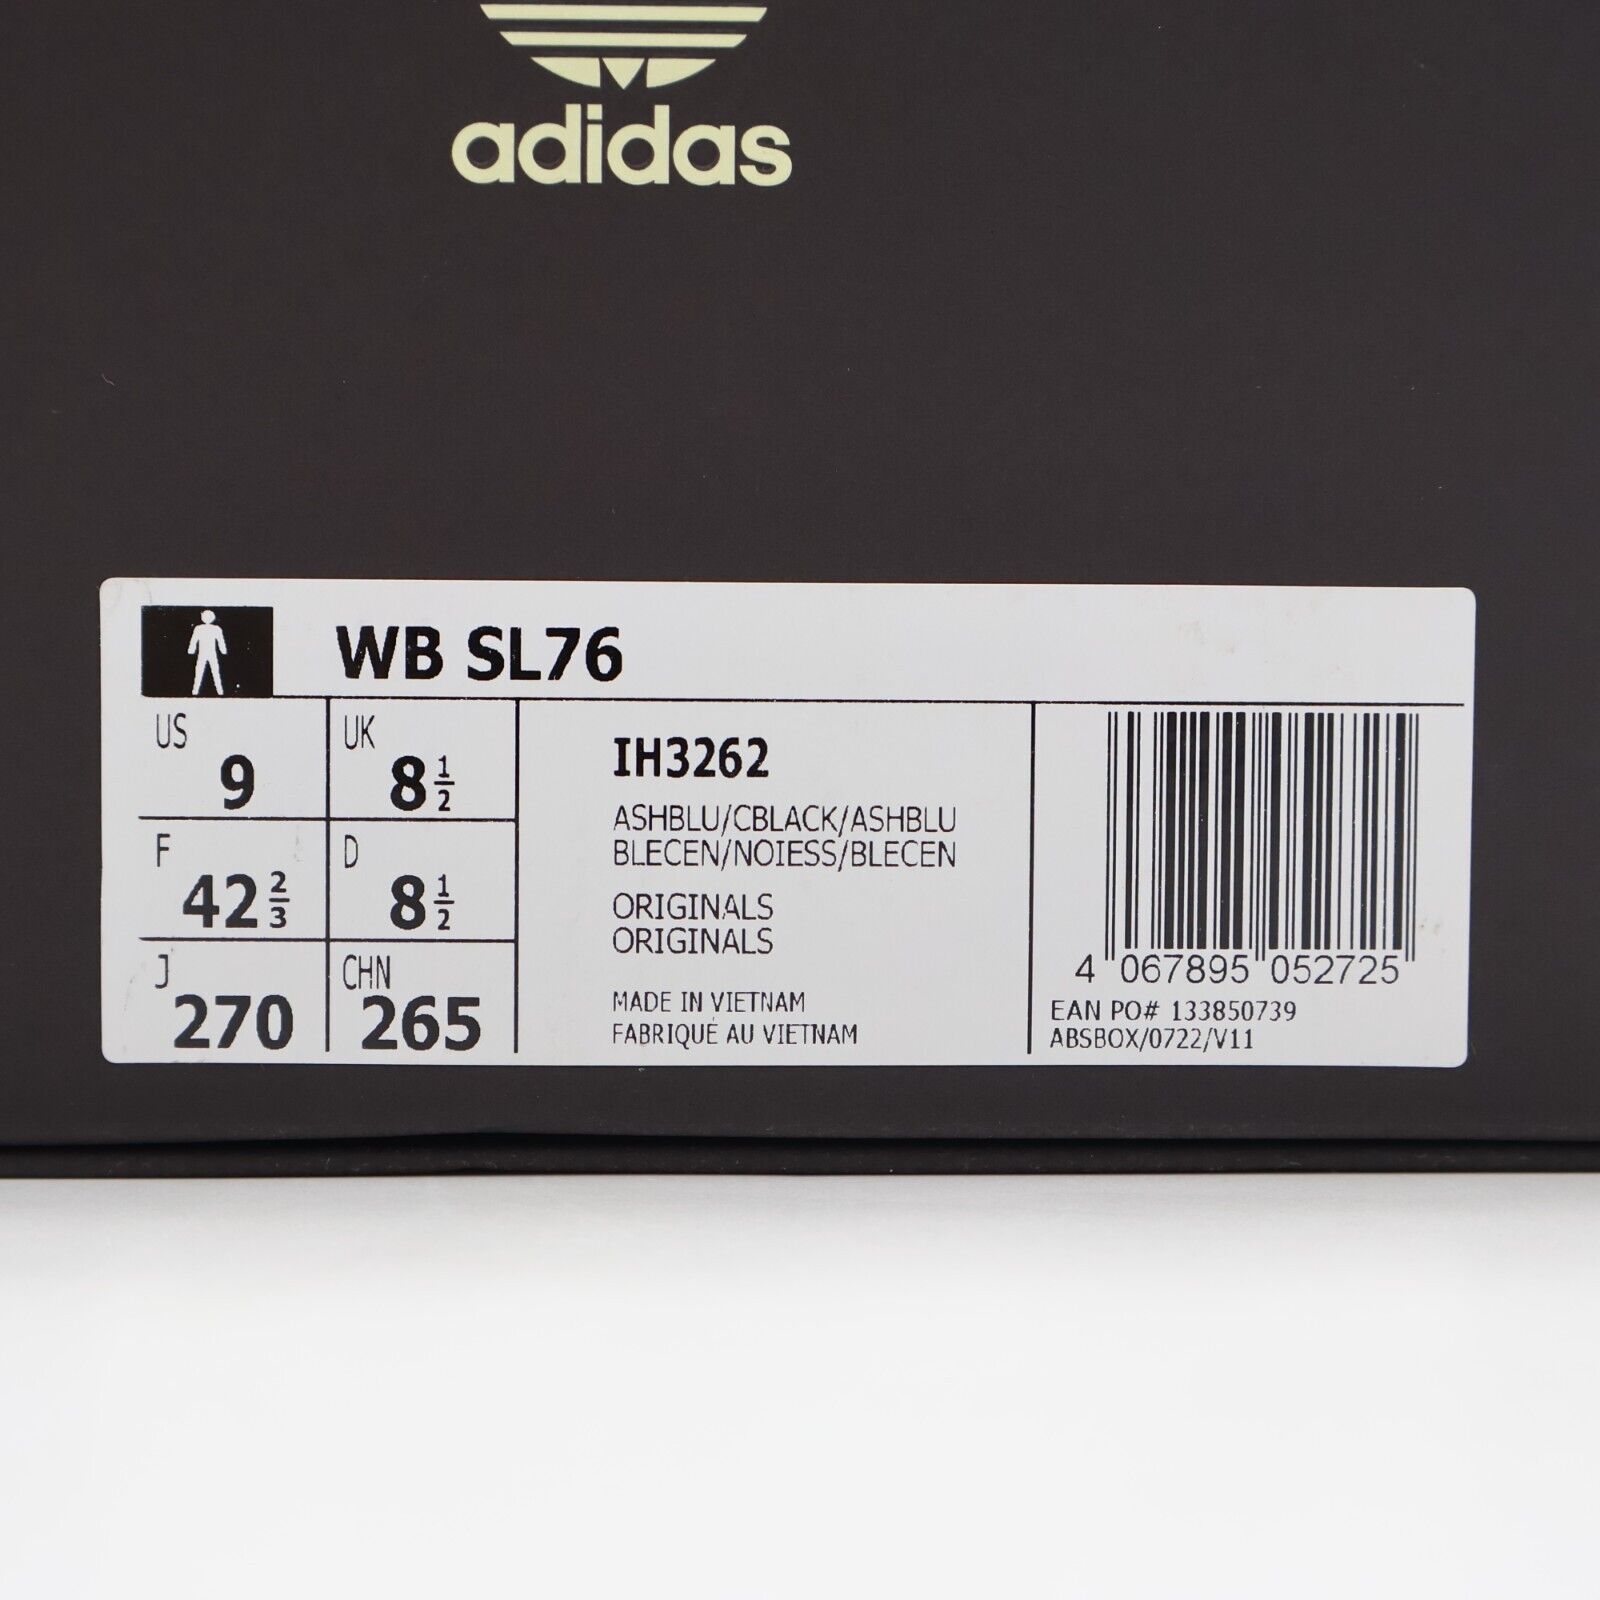 adidas
WB SL76
US 9
UK 8 1/2
F 42 2/3
D 8 1/2
J 270
CHN 265
IH3262
ASHBLU/CBLACK/ASHBLU
BLECEN/NOIESS/BLECEN
ORIGINALS
ORIGINALS
MADE IN VIETNAM
FABRIQUÉ AU VIETNAM
4 067895 052725
EAN PO# 133850739
ABSBOX/0722/V11